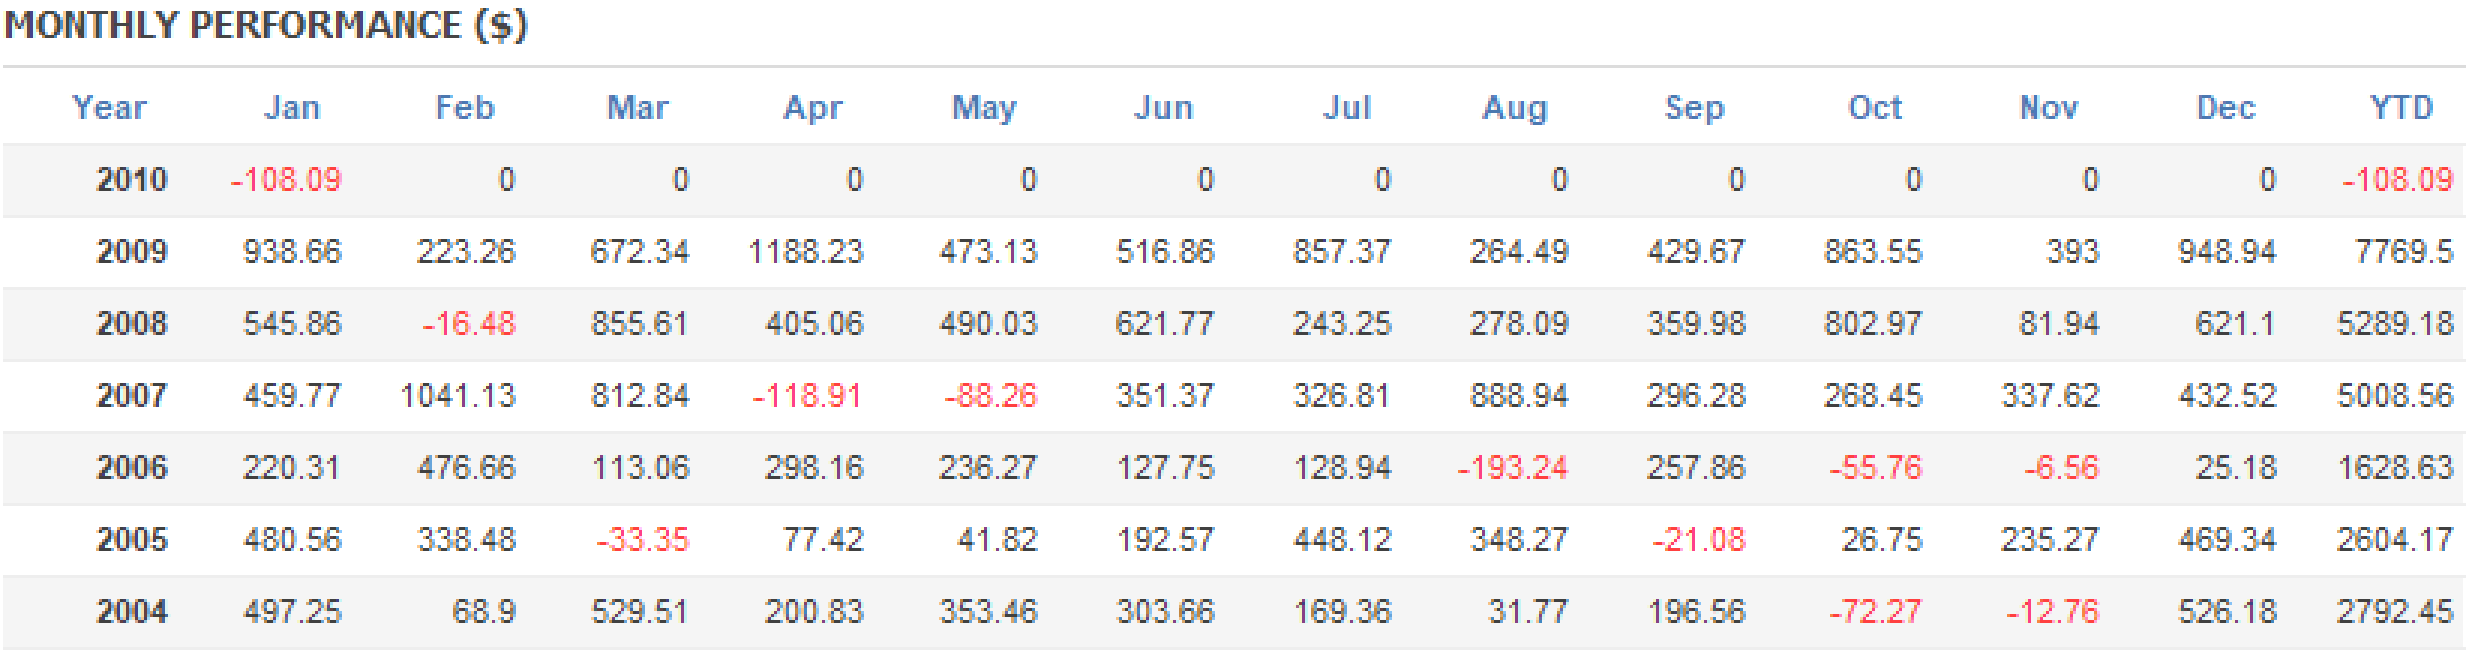 MONTHLY PERFORMANCE ($)
Year Jan Feb Mar Apr May Jun Jul Aug Sep Oct Nov Dec YTD
2010 -108.09 0 0 0 0 0 0 0 0 0 0 0 -108.09
2009 938.66 223.26 672.34 1188.23 473.13 516.86 857.37 264.49 429.67 863.55 393 948.94 7769.5
2008 545.86 -16.48 855.61 405.06 490.03 621.77 243.25 278.09 359.98 802.97 81.94 621.1 5289.18
2007 459.77 1041.13 812.84 -118.91 -88.26 351.37 326.81 888.94 296.28 268.45 337.62 432.52 5008.56
2006 220.31 476.66 113.06 298.16 236.27 127.75 128.94 -193.24 257.86 -55.76 -6.56 25.18 1628.63
2005 480.56 338.48 -33.35 77.42 41.82 192.57 448.12 348.27 -21.08 26.75 235.27 469.34 2604.17
2004 497.25 68.9 529.51 200.83 353.46 303.66 169.36 31.77 196.56 -72.27 -12.76 526.18 2792.45